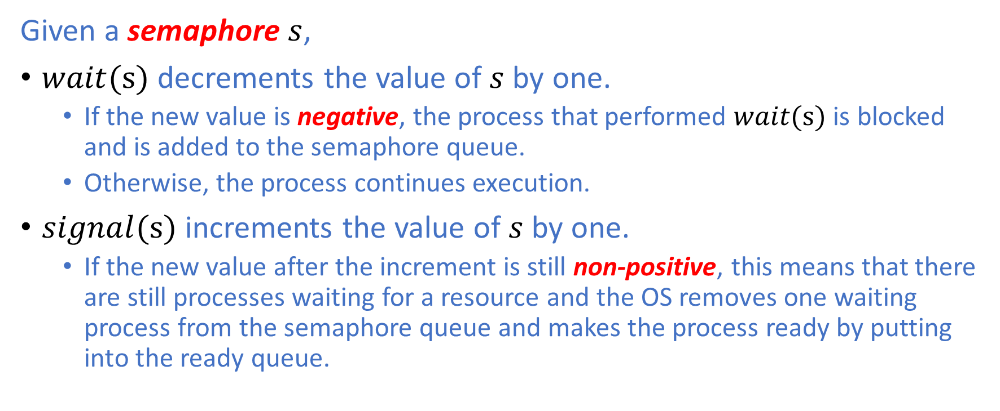 Given a semaphore s,
• wait(s) decrements the value of s by one.
• If the new value is negative, the process that performed wait(s) is blocked
and is added to the semaphore queue.
• Otherwise, the process continues execution.
• signal(s) increments the value of s by one.
• If the new value after the increment is still non-positive, this means that there
are still processes waiting for a resource and the OS removes one waiting
process from the semaphore queue and makes the process ready by putting
into the ready queue.